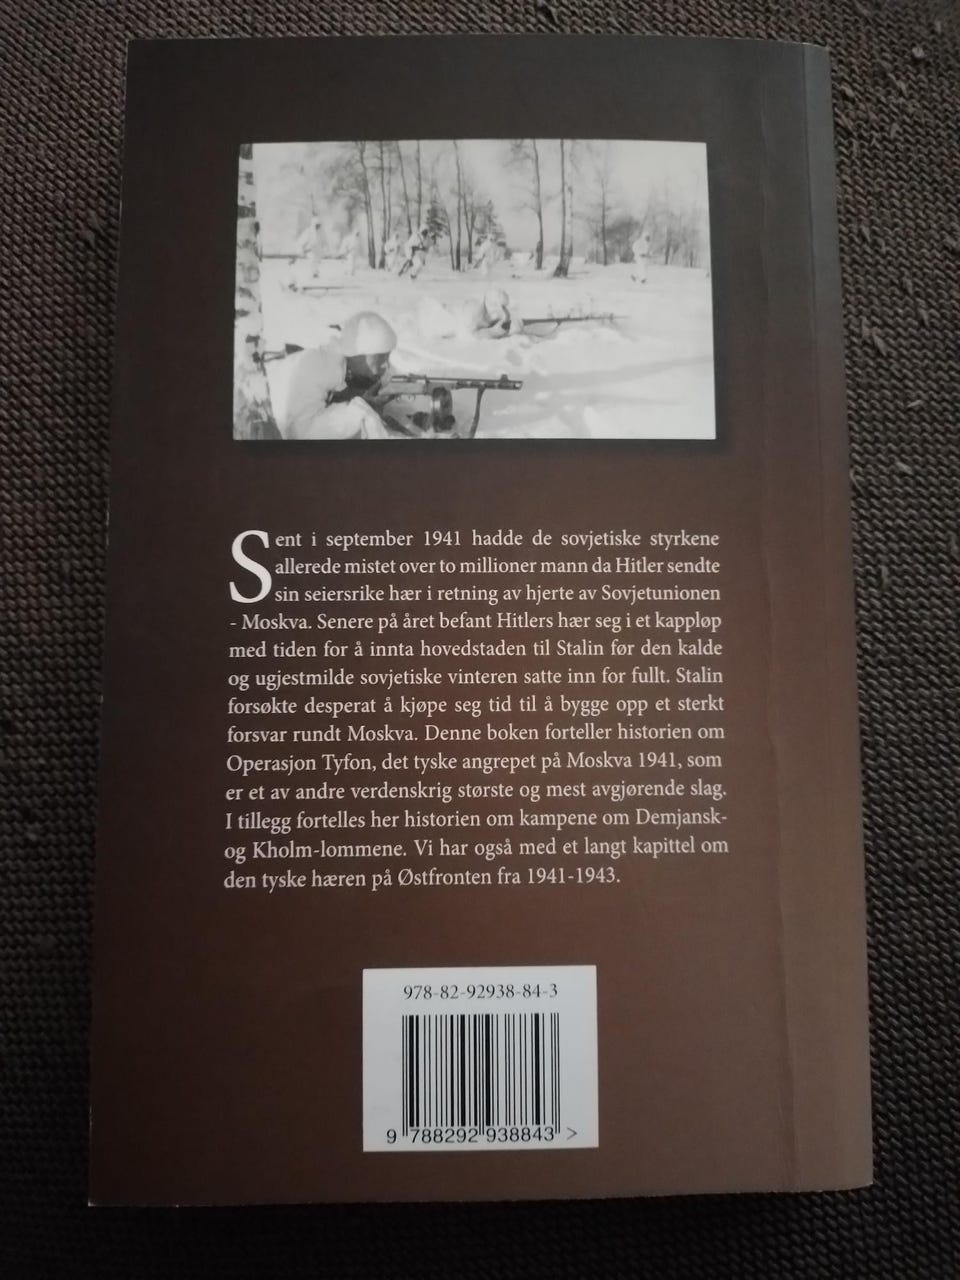 Sent i september 1941 hadde de sovjetiske styrkene
allerede mistet over to millioner mann da Hitler sendte
sin seiersrike hær i retning av hjerte av Sovjetunionen
- Moskva. Senere på året befant Hitlers hær seg i et kappløp
med tiden for å innta hovedstaden til Stalin før den kalde
og ugjestmilde sovjetiske vinteren satte inn for fullt. Stalin
forsøkte desperat å kjøpe seg tid til å bygge opp et sterkt
forsvar rundt Moskva. Denne boken forteller historien om
Operasjon Tyfon, det tyske angrepet på Moskva 1941, som
er et av andre verdenskrig største og mest avgjørende slag.
I tillegg fortelles her historien om kampene om Demjansk-
og Kholm-lommene. Vi har også med et langt kapittel om
den tyske hæren på Østfronten fra 1941-1943.
978-82-92938-84-3
9 788292 938843 >